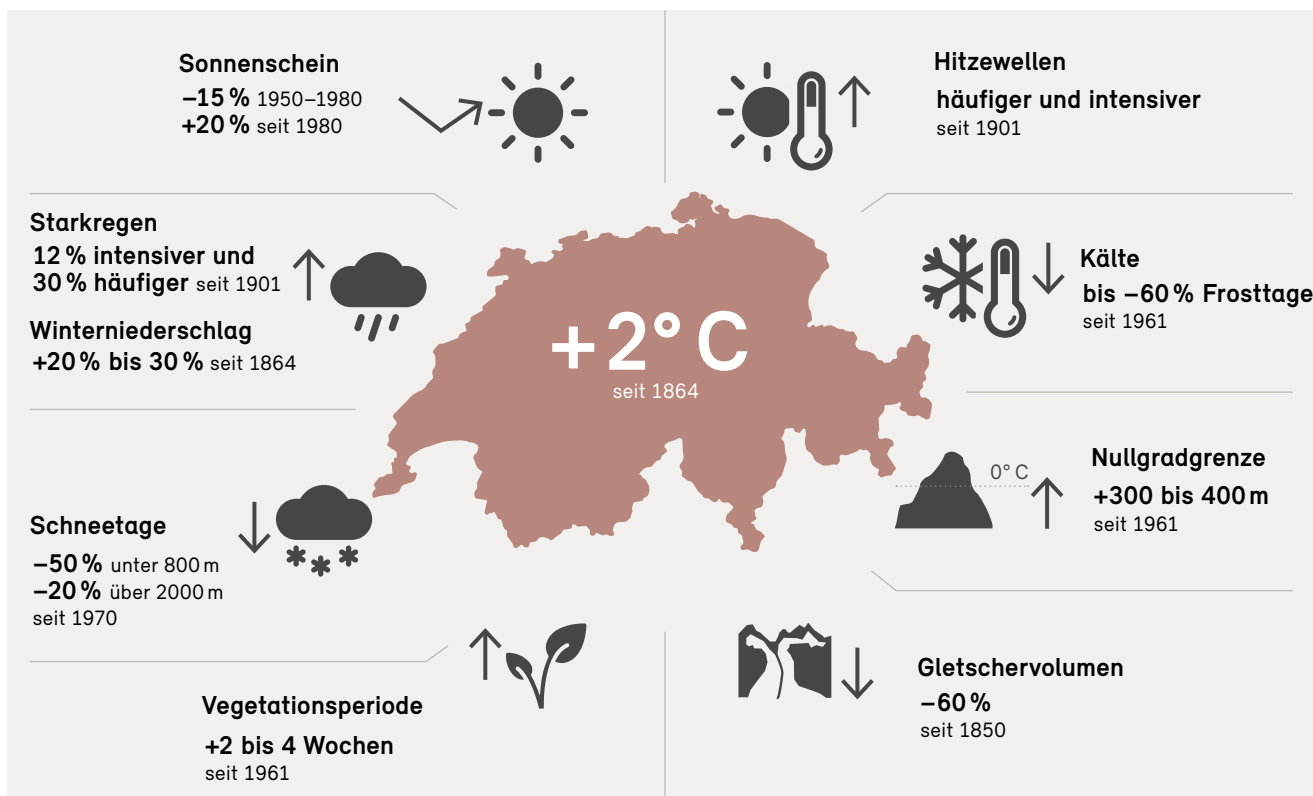 Sonnenschein
–15 % 1950–1980
+20 % seit 1980
Hitzewellen
häufiger und intensiver
seit 1901
Starkregen
12 % intensiver und
30 % häufiger seit 1901
Winterniederschlag
+20 % bis 30 % seit 1864
+2° C
seit 1864
Kälte
bis –60 % Frosttage
seit 1961
0° C
Nullgradgrenze
+300 bis 400 m
seit 1961
Schneetage
–50 % unter 800 m
–20 % über 2000 m
seit 1970
Vegetationsperiode
+2 bis 4 Wochen
seit 1961
Gletschervolumen
–60 %
seit 1850